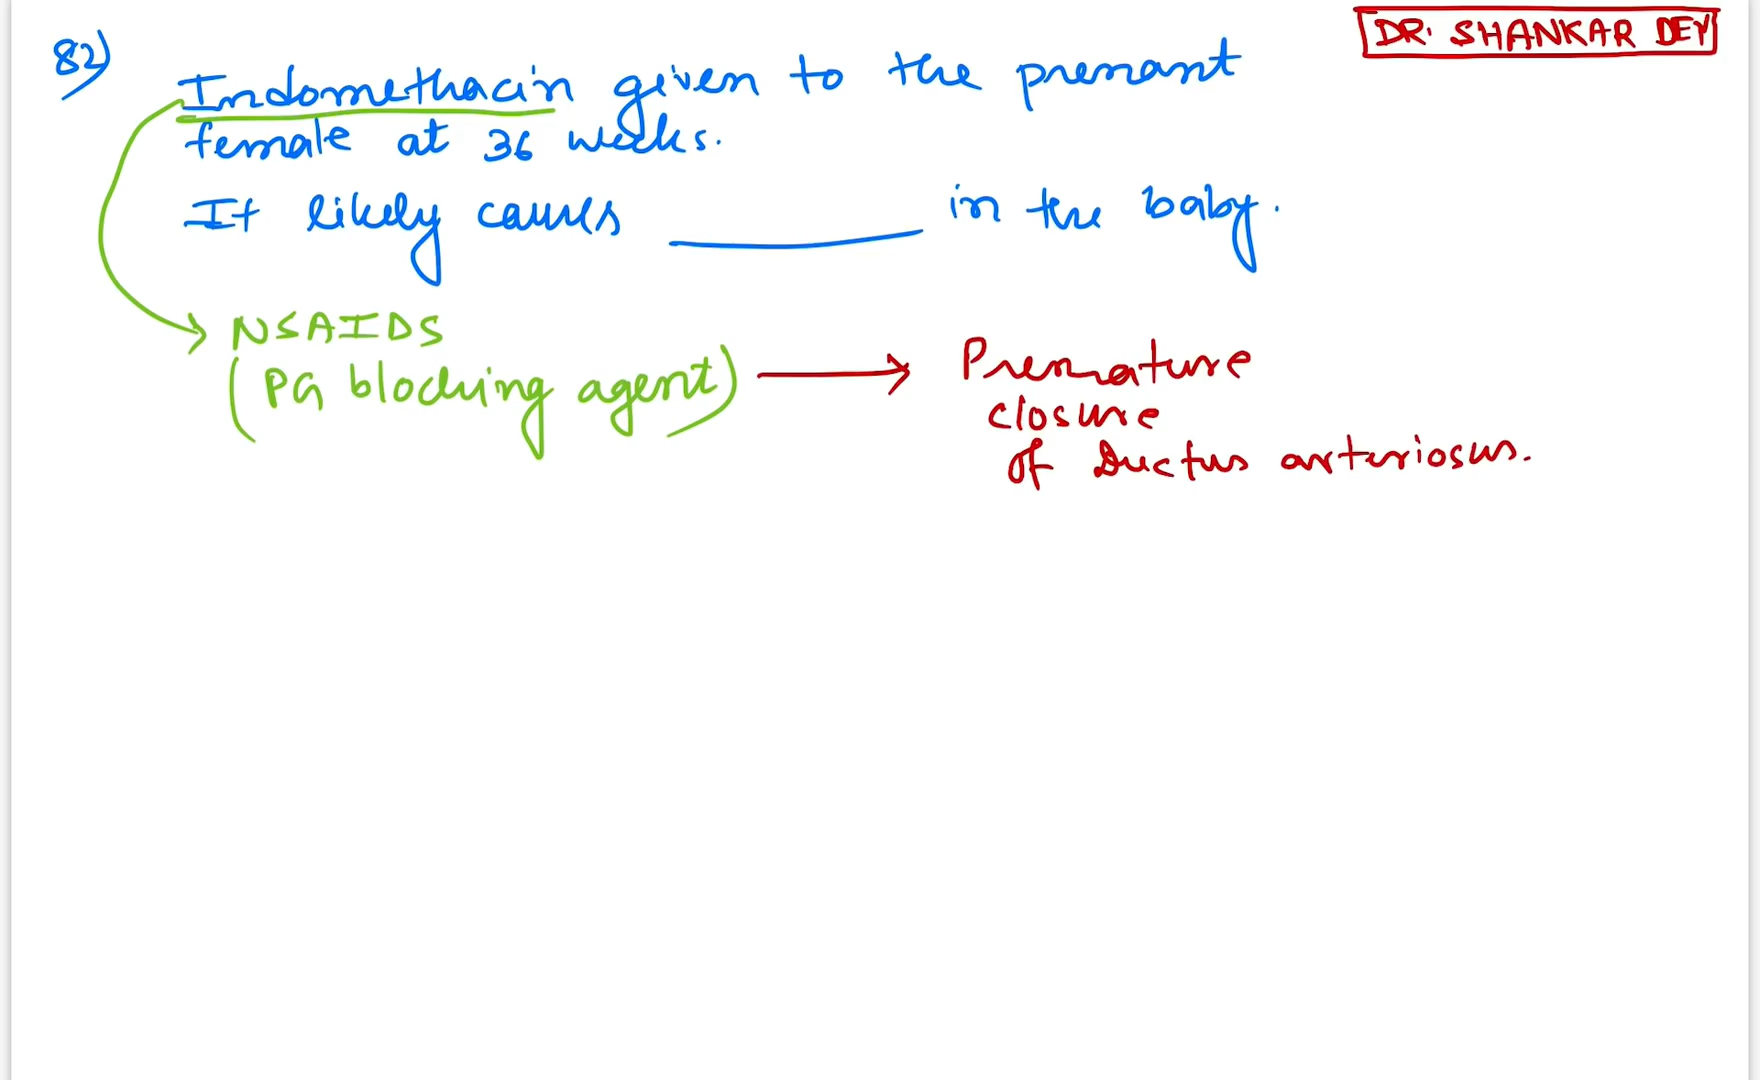 DR. SHANKAR DEY
82)
Indomethacin given to the prenant
female at 36 weeks.
It likely causes ________ in the baby.
NSAIDS
(PG blocking agent) → Premature
closure
of Ductus arteriosus.